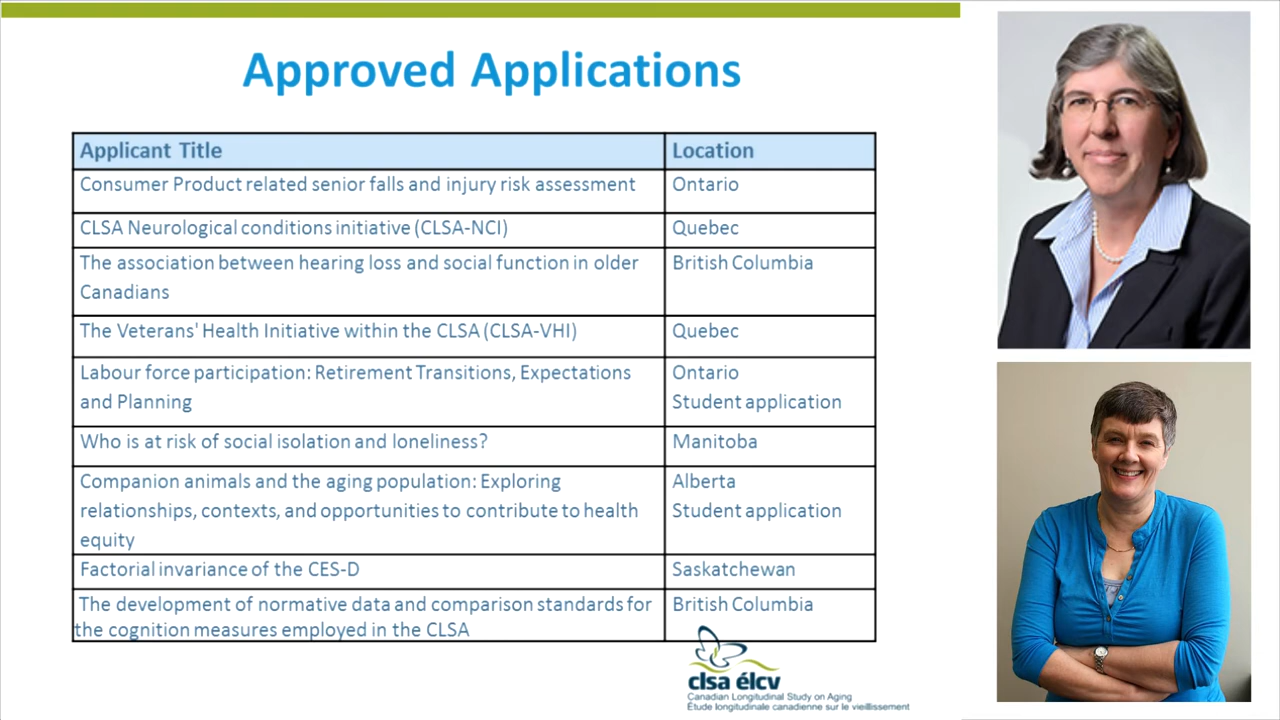 Approved Applications
Applicant Title
Location
Consumer Product related senior falls and injury risk assessment
Ontario
CLSA Neurological conditions initiative (CLSA-NCI)
Quebec
The association between hearing loss and social function in older
Canadians
British Columbia
The Veterans' Health Initiative within the CLSA (CLSA-VHI)
Quebec
Labour force participation: Retirement Transitions, Expectations
and Planning
Ontario
Student application
Who is at risk of social isolation and loneliness?
Manitoba
Companion animals and the aging population: Exploring
relationships, contexts, and opportunities to contribute to health
equity
Alberta
Student application
Factorial invariance of the CES-D
Saskatchewan
The development of normative data and comparison standards for
the cognition measures employed in the CLSA
British Columbia
clsa élcv
Canadian Longitudinal Study on Aging
Étude longitudinale canadienne sur le vieillissement